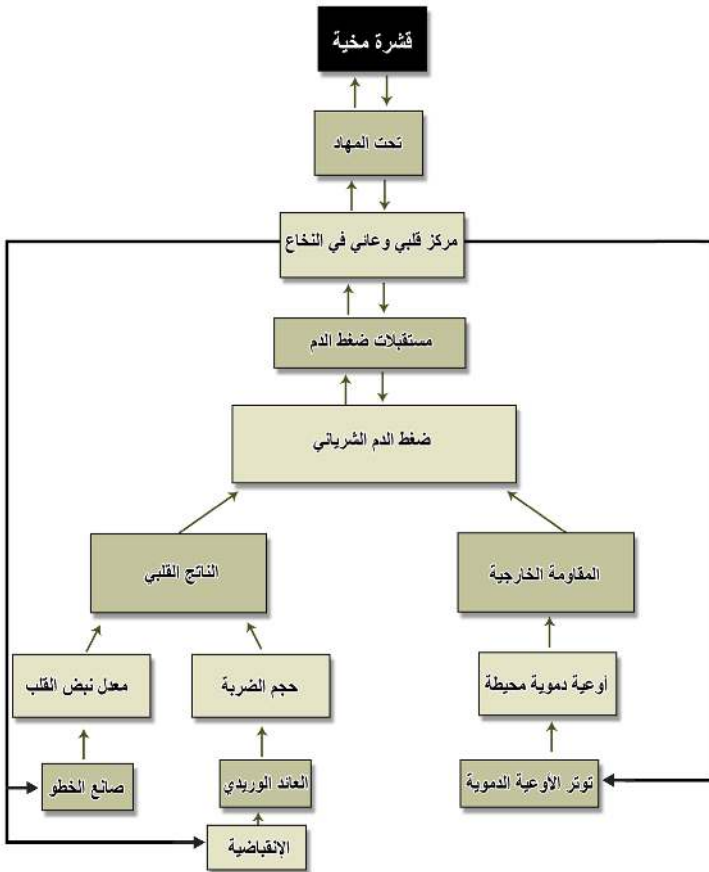 قشرة مخية
تحت المهاد
مركز قلبي وعائي في النخاع
مستقبلات ضغط الدم
ضغط الدم الشرياني
الناتج القلبي
المقاومة الخارجية
معدل نبض القلب
حجم الضربة
أوعية دموية محيطة
صانع الخطو
العائد الوريدي
توتر الأوعية الدموية
الإنقباضية